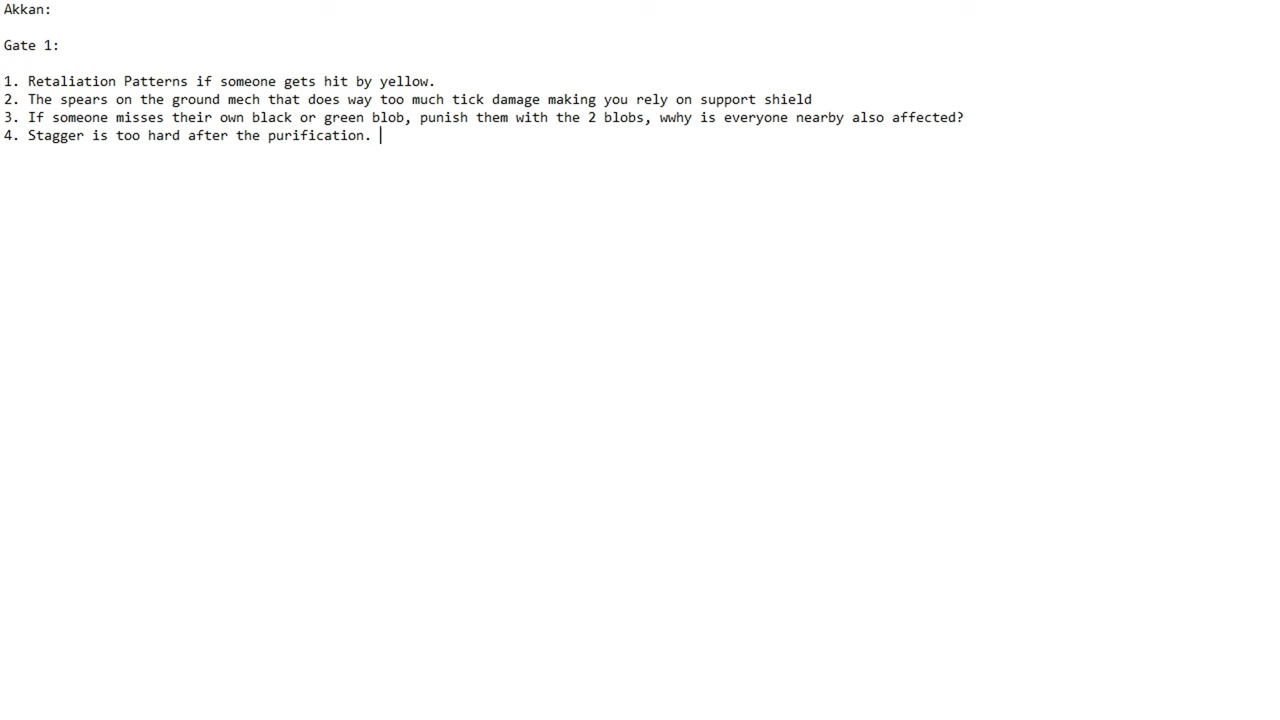 Akkan:
Gate 1:
1. Retaliation Patterns if someone gets hit by yellow.
2. The spears on the ground mech that does way too much tick damage making you rely on support shield
3. If someone misses their own black or green blob, punish them with the 2 blobs, wwhy is everyone nearby also affected?
4. Stagger is too hard after the purification.